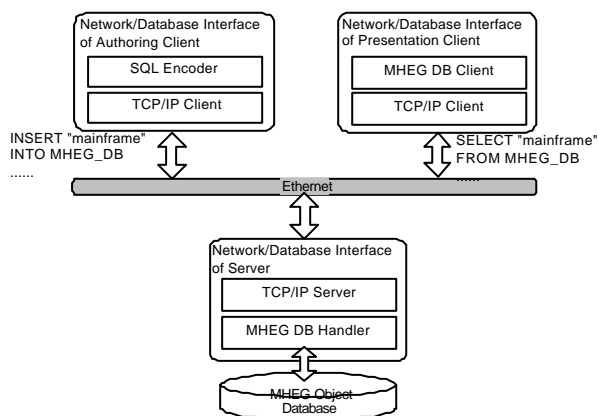 Network/Database Interface
of Authoring Client
SQL Encoder
TCP/IP Client
Network/Database Interface
of Presentation Client
MHEG DB Client
TCP/IP Client
INSERT "mainframe"
INTO MHEG_DB
......
SELECT "mainframe"
FROM MHEG_DB
......
Ethernet
Network/Database Interface
of Server
TCP/IP Server
MHEG DB Handler
MHEG Object
Database